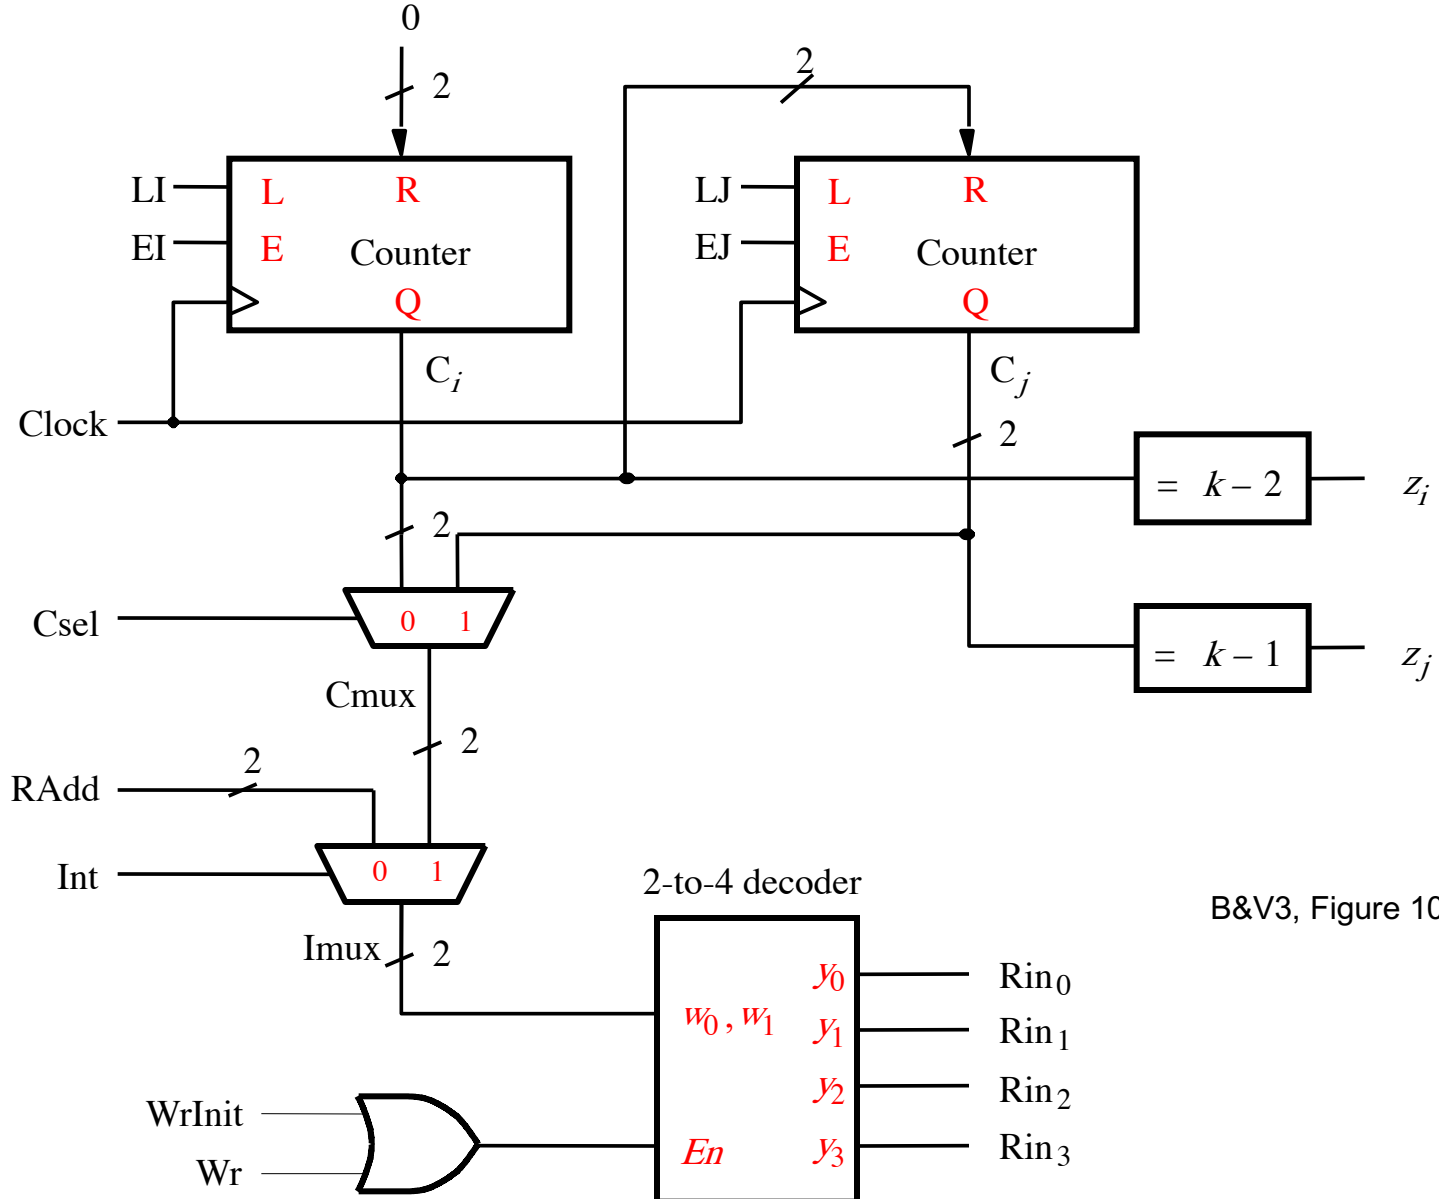 0
2
2
LI
L
R
LJ
L
R
EI
E
Counter
EJ
E
Counter
Q
Q
Ci
Cj
Clock
2
= k – 2
zi
2
Csel
0 1
= k – 1
zj
Cmux
2
2
RAdd
Int
0 1
2-to-4 decoder
B&V3, Figure 10
Imux
2
y0
Rin0
w0 , w1
y1
Rin1
y2
Rin2
WrInit
En
y3
Rin3
Wr